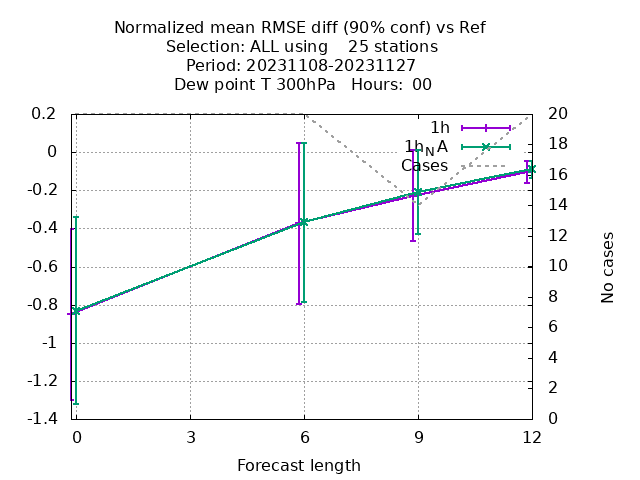 Normalized mean RMSE diff (90% conf) vs Ref
Selection: ALL using    25 stations
Period: 20231108-20231127
Dew point T 300hPa   Hours: 00
0.2
0
-0.2
-0.4
-0.6
-0.8
-1
-1.2
-1.4
1h
1h_N A
Cases
20
18
16
14
12
10
8
6
4
2
0
No cases
0 3 6 9 12
Forecast length